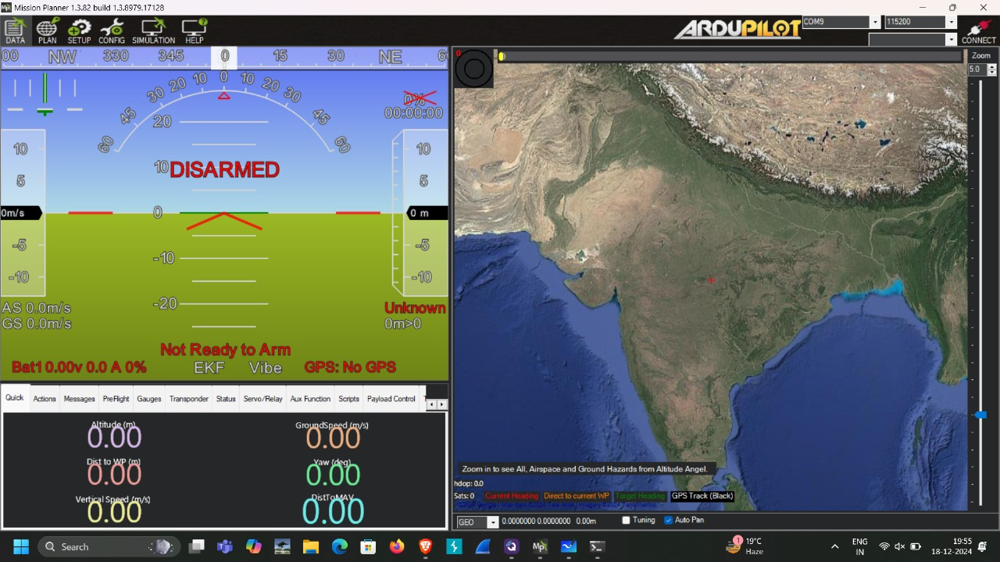 Mission Planner 1.3.82 build 1.3.8979.17128
DATA PLAN SETUP CONFIG SIMULATION HELP
ARDUPILOT
COM9 115200
CONNECT
00 NW 330 345 0 15 30 NE 6
60 45 30 20 10 0 10 20 30 45 60
0%
00:00:00
20
10
DISARMED
0
-10
-20
10
5
0m/s
-5
-10
10
5
0 m
-5
-10
AS 0.0m/s
GS 0.0m/s
Unknown
0m>0
Not Ready to Arm
Bat1 0.00v 0.0 A 0% EKF Vibe GPS: No GPS
Quick Actions Messages PreFlight Gauges Transponder Status Servo/Relay Aux Function Scripts Payload Control
Altitude (m)
0.00
GroundSpeed (m/s)
0.00
Dist to WP (m)
0.00
Yaw (deg)
0.00
Vertical Speed (m/s)
0.00
DistToMAV
0.00
0
Zoom
5.0
Zoom in to see All, Airspace and Ground Hazards from Altitude Angel.
hdop: 0.0
Sats: 0 Current Heading Direct to current WP Target Heading GPS Track (Black)
GEO 0.0000000 0.0000000 0.00m Tuning Auto Pan
Search
1
19°C
Haze
ENG
IN
19:55
18-12-2024